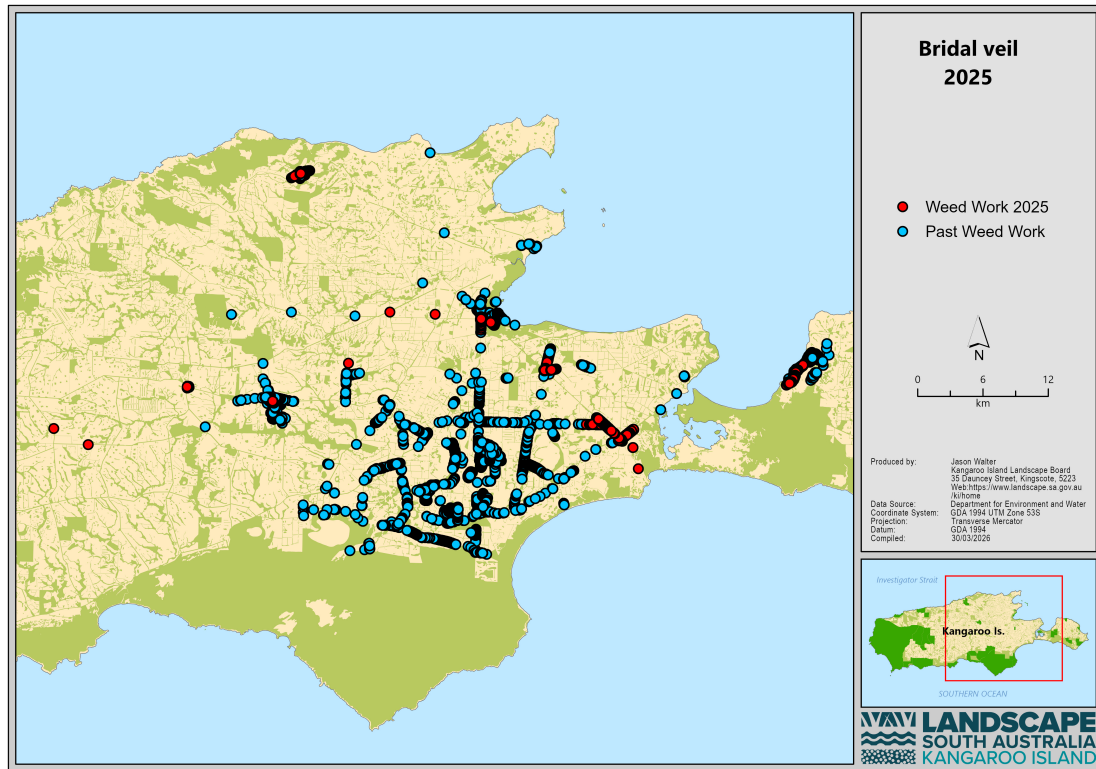 Bridal veil
2025
Weed Work 2025
Past Weed Work
N
0 6 12
km
Produced by: Jason Walter
Kangaroo Island Landscape Board
35 Dauncey Street, Kingscote, 5223
Web:https://www.landscape.sa.gov.au
/ki/home
Data Source: Department for Environment and Water
Coordinate System: GDA 1994 UTM Zone 53S
Projection: Transverse Mercator
Datum: GDA 1994
Compiled: 30/03/2026
Investigator Strait
Kangaroo Is.
SOUTHERN OCEAN
LANDSCAPE
SOUTH AUSTRALIA
KANGAROO ISLAND